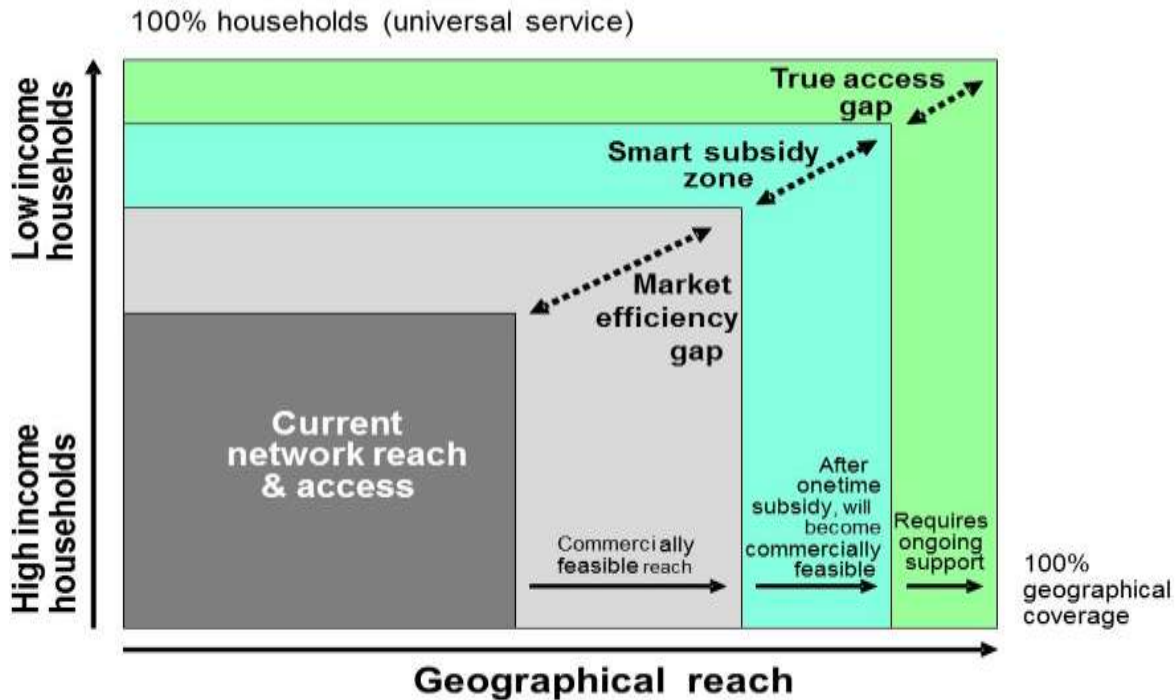 100% households (universal service)
True access
gap
Smart subsidy
zone
Market
efficiency
gap
Current
network reach
& access
Low income
households
High income
households
Commercially
feasible reach
After
onetime
subsidy, will
become
commercially
feasible
Requires
ongoing
support
100%
geographical
coverage
Geographical reach